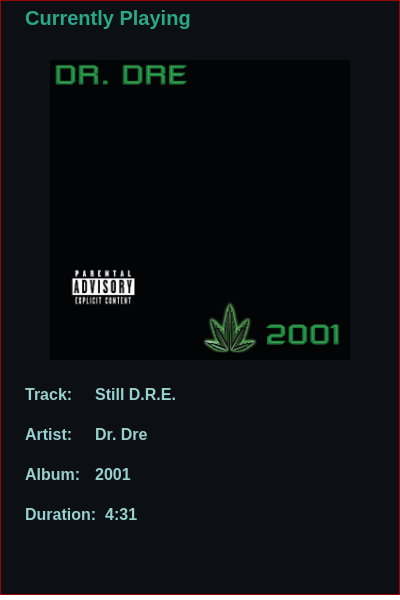 Currently Playing
DR. DRE
PARENTAL
ADVISORY
EXPLICIT CONTENT
2001
Track: Still D.R.E.
Artist: Dr. Dre
Album: 2001
Duration: 4:31